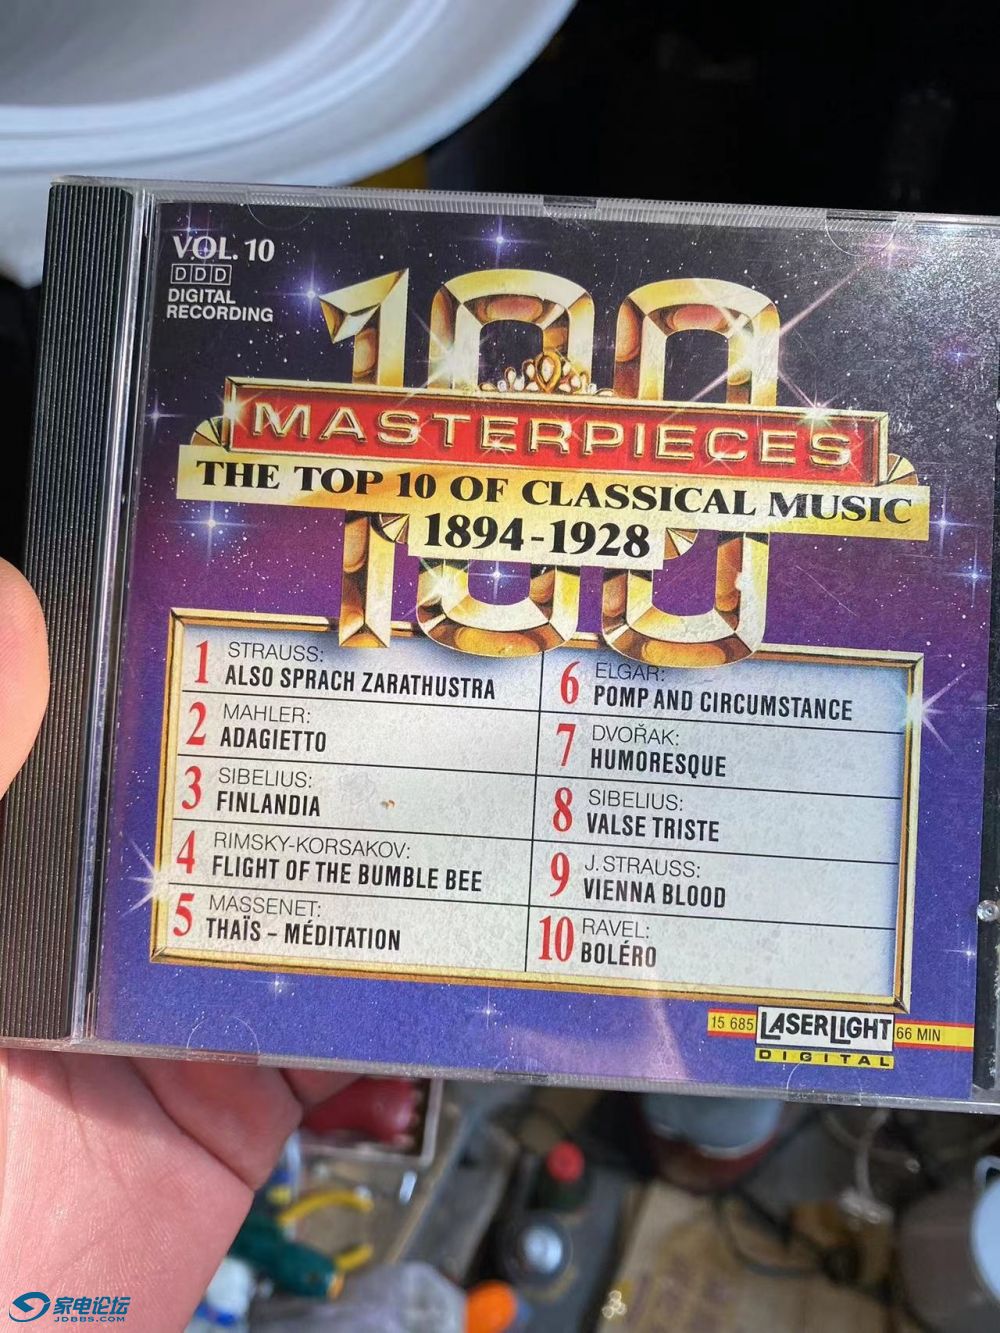 VOL. 10
DDD
DIGITAL
RECORDING
100
MASTERPIECES
THE TOP 10 OF CLASSICAL MUSIC
1894-1928
100
1 STRAUSS:
ALSO SPRACH ZARATHUSTRA
2 MAHLER:
ADAGIETTO
3 SIBELIUS:
FINLANDIA
4 RIMSKY-KORSAKOV:
FLIGHT OF THE BUMBLE BEE
5 MASSENET:
THAÏS – MÉDITATION
6 ELGAR:
POMP AND CIRCUMSTANCE
7 DVOŘAK:
HUMORESQUE
8 SIBELIUS:
VALSE TRISTE
9 J. STRAUSS:
VIENNA BLOOD
10 RAVEL:
BOLÉRO
15 685 LASERLIGHT 66 MIN
DIGITAL
家电论坛
JDBBS.COM